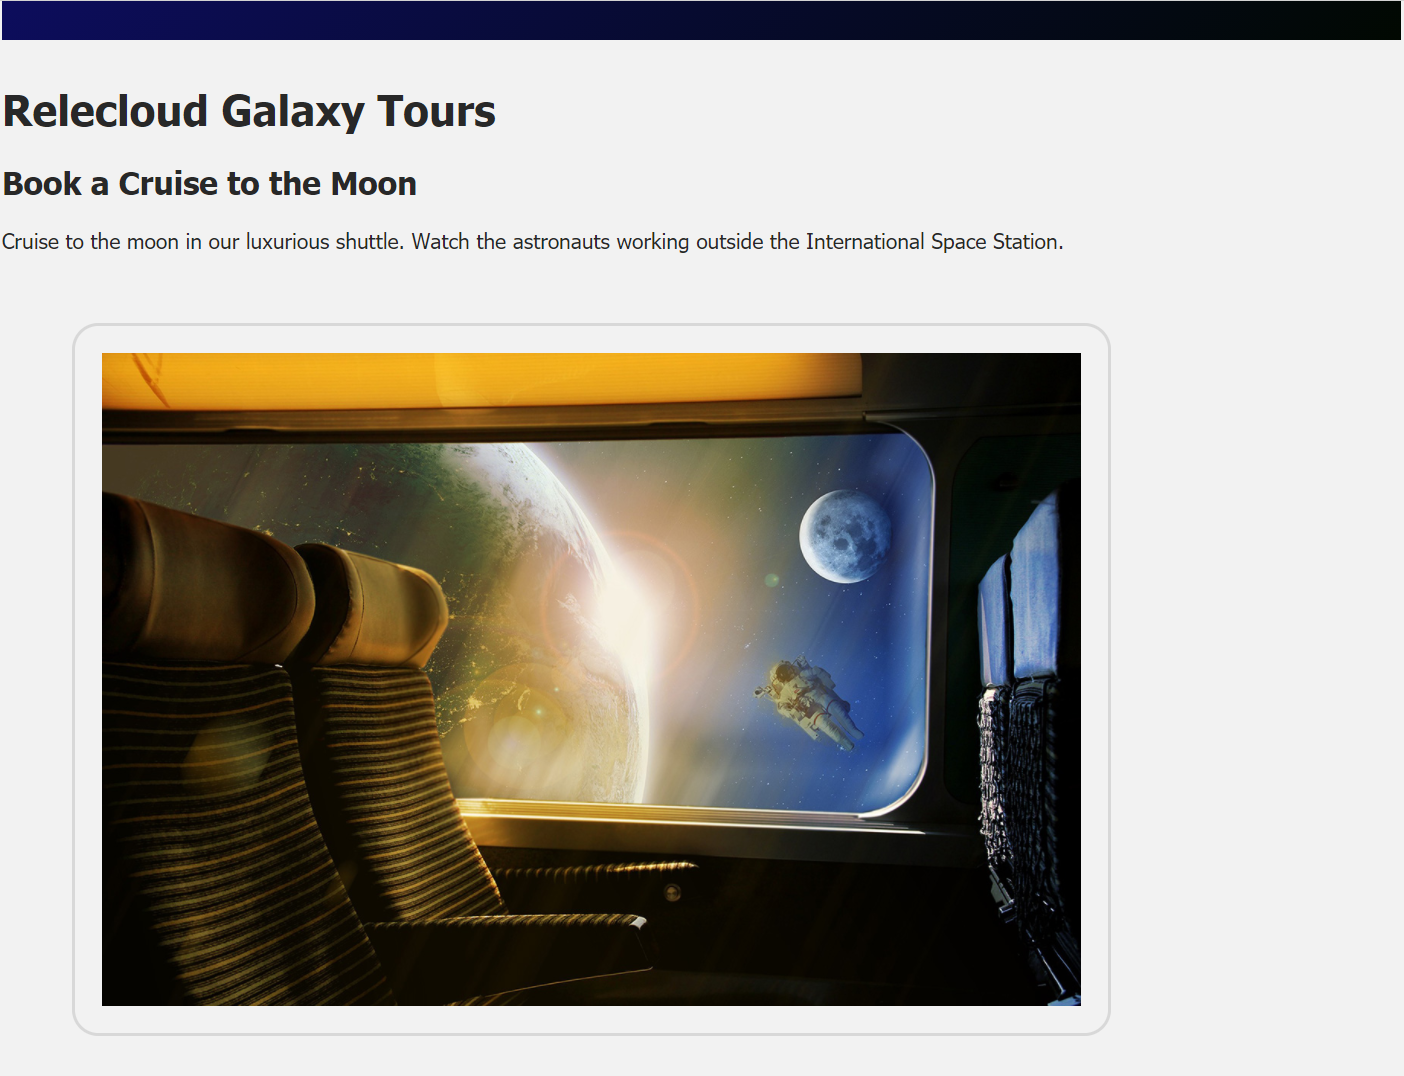 Relecloud Galaxy Tours
Book a Cruise to the Moon
Cruise to the moon in our luxurious shuttle. Watch the astronauts working outside the International Space Station.